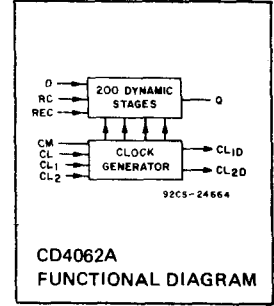 D
RC
REC
200 DYNAMIC
STAGES
Q
CM
CL
CL1
CL2
CLOCK
GENERATOR
CL1D
CL2D
92CS-24664
CD4062A
FUNCTIONAL DIAGRAM